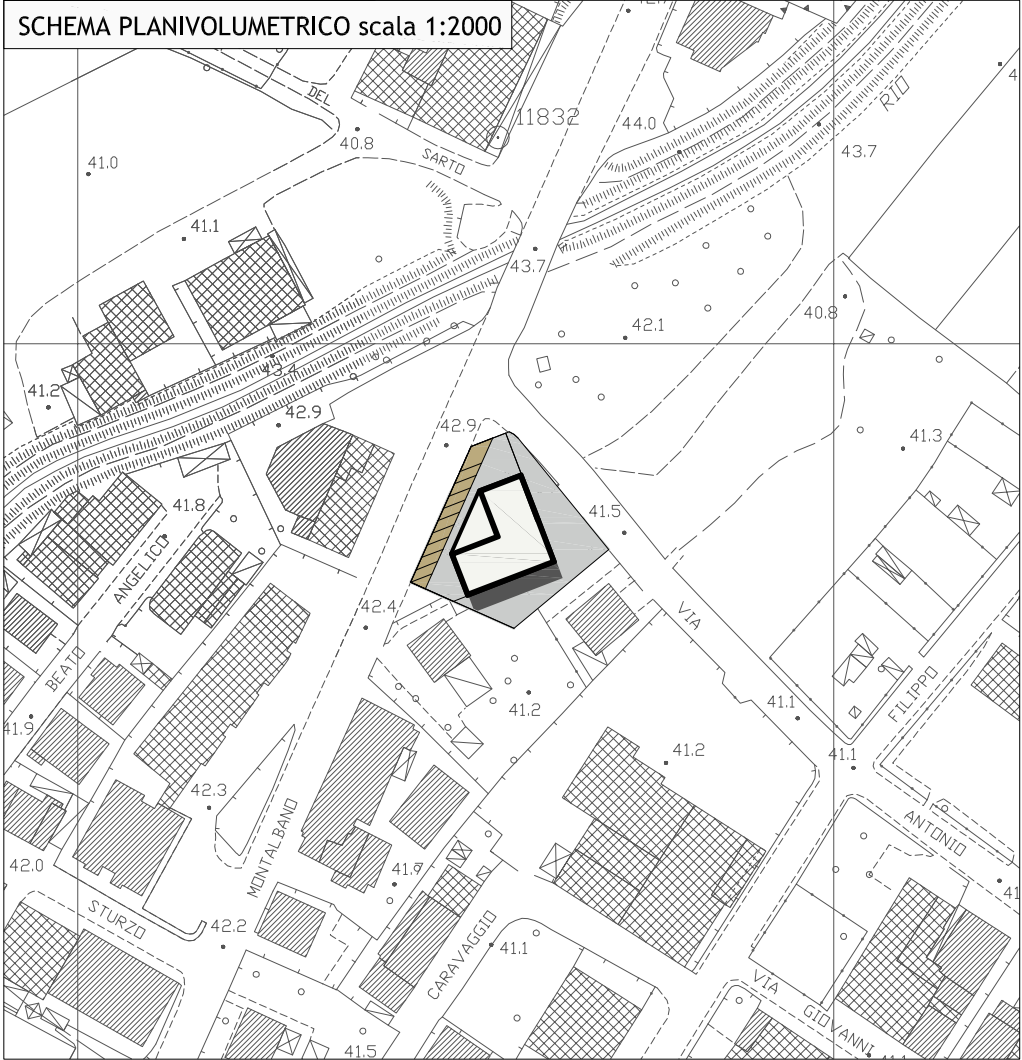 SCHEMA PLANIVOLUMETRICO scala 1:2000
DEL
11832
44.0
RIO
40.8
SARTO
43.7
41.0
41.1
43.7
40.8
42.1
43.4
41.2
42.9
42.9
41.3
41.8
41.5
ANGELICO
42.4
VIA
BEATO
FILIPPO
41.9
41.2
41.1
41.2
41.1
42.3
ANTONIO
MONTALBANO
42.0
STURZO
42.2
CARAVAGGIO
41.1
VIA
GIOVANNI
41.5